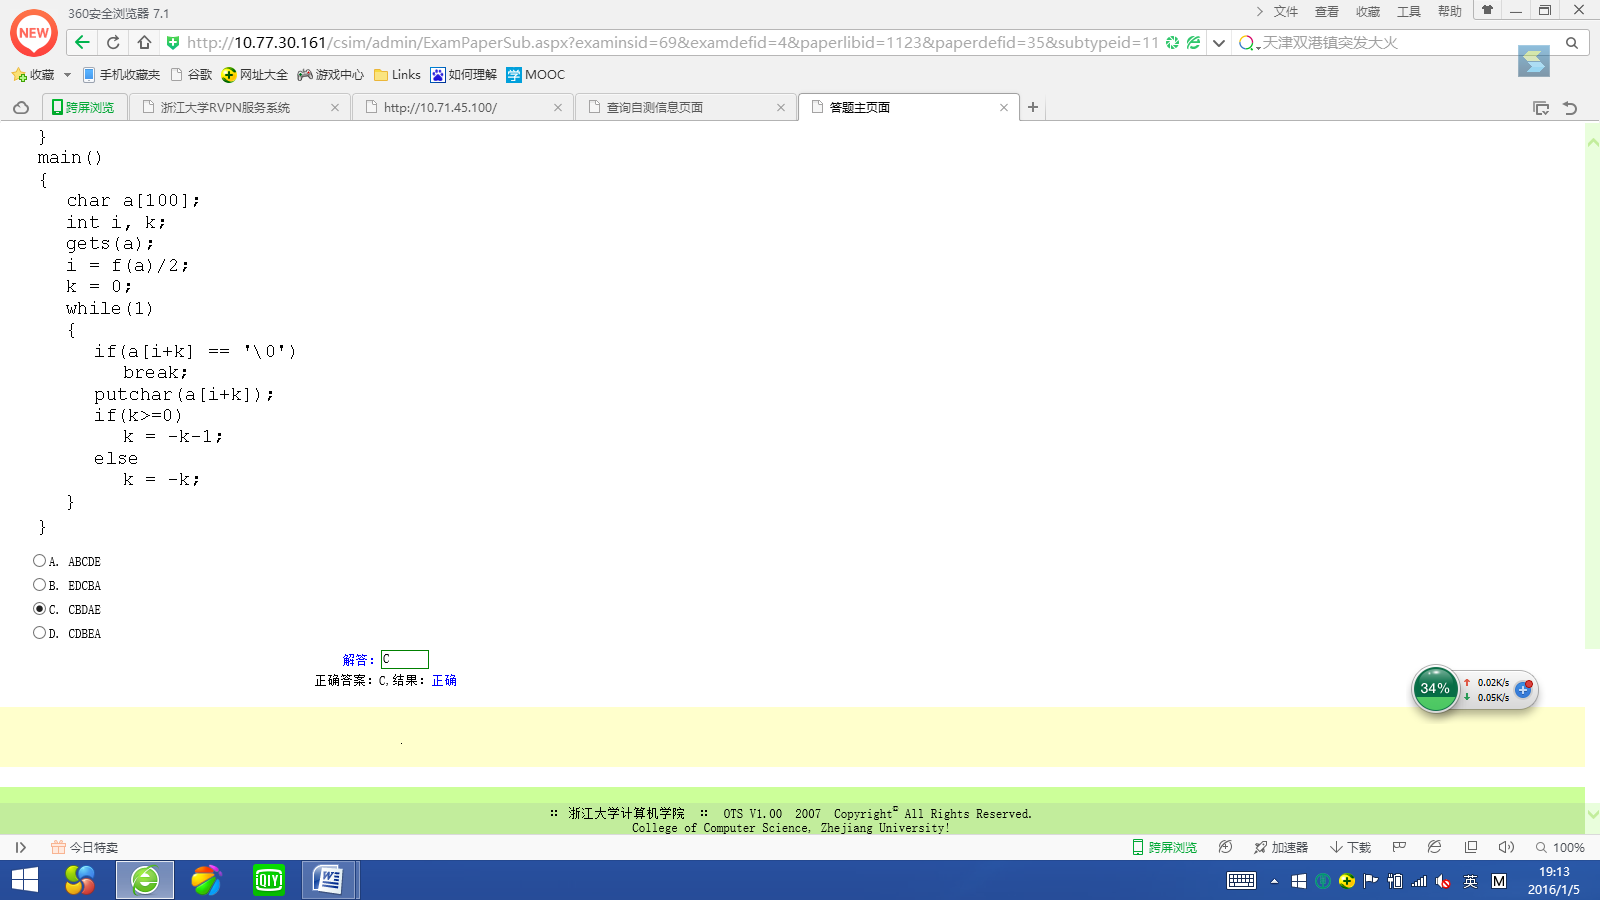 360安全浏览器 7.1
文件 查看 收藏 工具 帮助
NEW
http://10.77.30.161/csim/admin/ExamPaperSub.aspx?examinsid=69&examdefid=4&paperlibid=1123&paperdefid=35&subtypeid=11
天津双港镇突发大火
收藏 手机收藏夹 谷歌 网址大全 游戏中心 Links 如何理解 学 MOOC
跨屏浏览 浙江大学RVPN服务系统 http://10.71.45.100/ 查询自测信息页面 答题主页面
}
main()
{
char a[100];
int i, k;
gets(a);
i = f(a)/2;
k = 0;
while(1)
{
if(a[i+k] == '\0')
break;
putchar(a[i+k]);
if(k>=0)
k = -k-1;
else
k = -k;
}
}
A. ABCDE
B. EDCBA
C. CBDAE
D. CDBEA
解答: C
正确答案: C,结果: 正确
34%
0.02K/s
0.05K/s
:: 浙江大学计算机学院 :: OTS V1.00 2007 Copyright© All Rights Reserved.
College of Computer Science, Zhejiang University!
今日特卖 跨屏浏览 加速器 下载 100%
iQIYI 英 M 19:13
2016/1/5